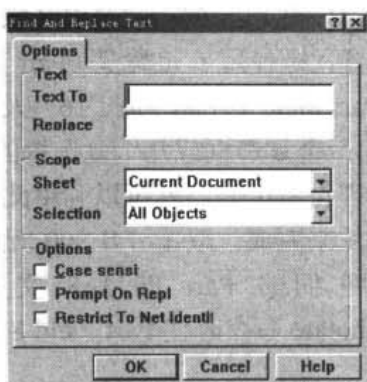 Find And Replace Text
Options
Text
Text To
Replace
Scope
Sheet Current Document
Selection All Objects
Options
Case sensi
Prompt On Repl
Restrict To Net Identif
OK Cancel Help